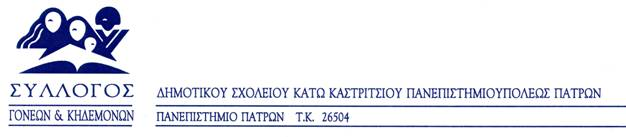 ΣΥΛΛΟΓΟΣ
ΓΟΝΕΩΝ & ΚΗΔΕΜΟΝΩΝ
ΔΗΜΟΤΙΚΟΥ ΣΧΟΛΕΙΟΥ ΚΑΤΩ ΚΑΣΤΡΙΤΣΙΟΥ ΠΑΝΕΠΙΣΤΗΜΙΟΥΠΟΛΕΩΣ ΠΑΤΡΩΝ
ΠΑΝΕΠΙΣΤΗΜΙΟ ΠΑΤΡΩΝ Τ.Κ. 26504